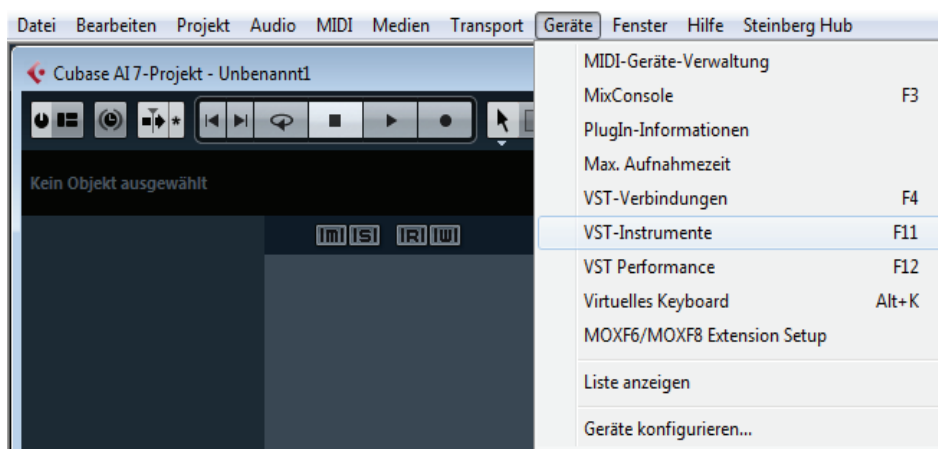 Datei Bearbeiten Projekt Audio MIDI Medien Transport Geräte Fenster Hilfe Steinberg Hub
Cubase AI 7-Projekt - Unbenannt1
Kein Objekt ausgewählt
m S R W
MIDI-Geräte-Verwaltung
MixConsole F3
PlugIn-Informationen
Max. Aufnahmezeit
VST-Verbindungen F4
VST-Instrumente F11
VST Performance F12
Virtuelles Keyboard Alt+K
MOXF6/MOXF8 Extension Setup
Liste anzeigen
Geräte konfigurieren...